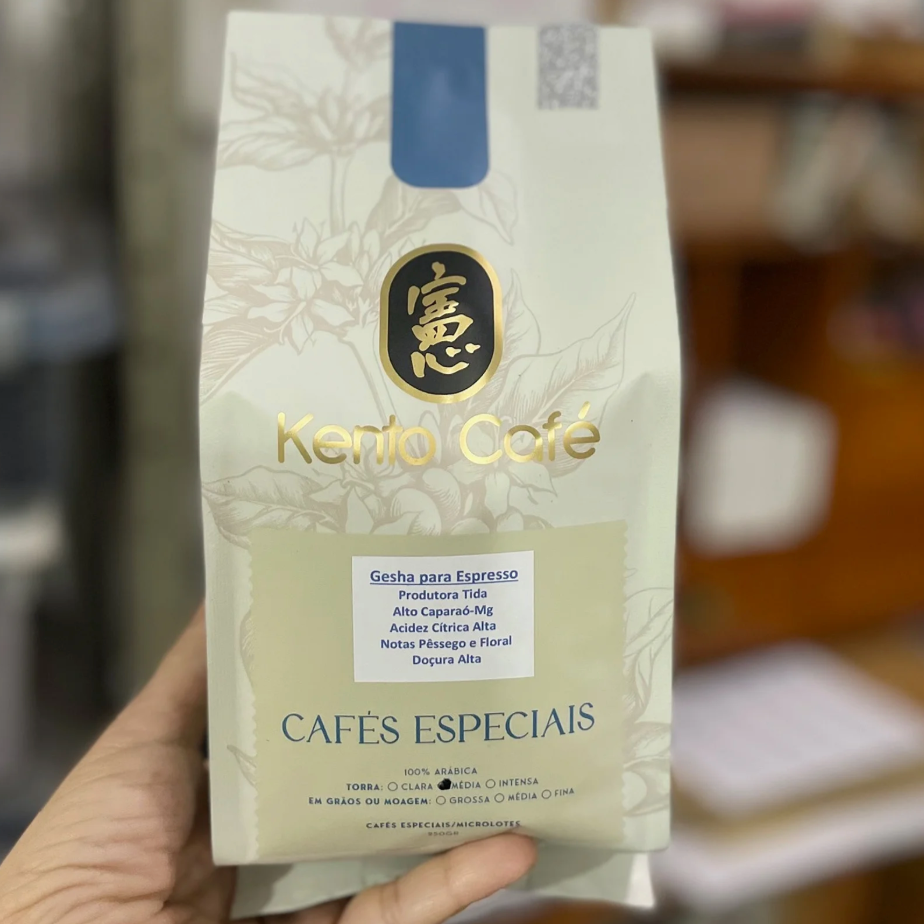 憲
Kento Café
Gesha para Espresso
Produtora Tida
Alto Caparaó-Mg
Acidez Cítrica Alta
Notas Pêssego e Floral
Doçura Alta
CAFÉS ESPECIAIS
100% ARÁBICA
TORRA: CLARA MÉDIA INTENSA
EM GRÃOS OU MOAGEM: GROSSA MÉDIA FINA
CAFÉS ESPECIAIS/MICROLOTES